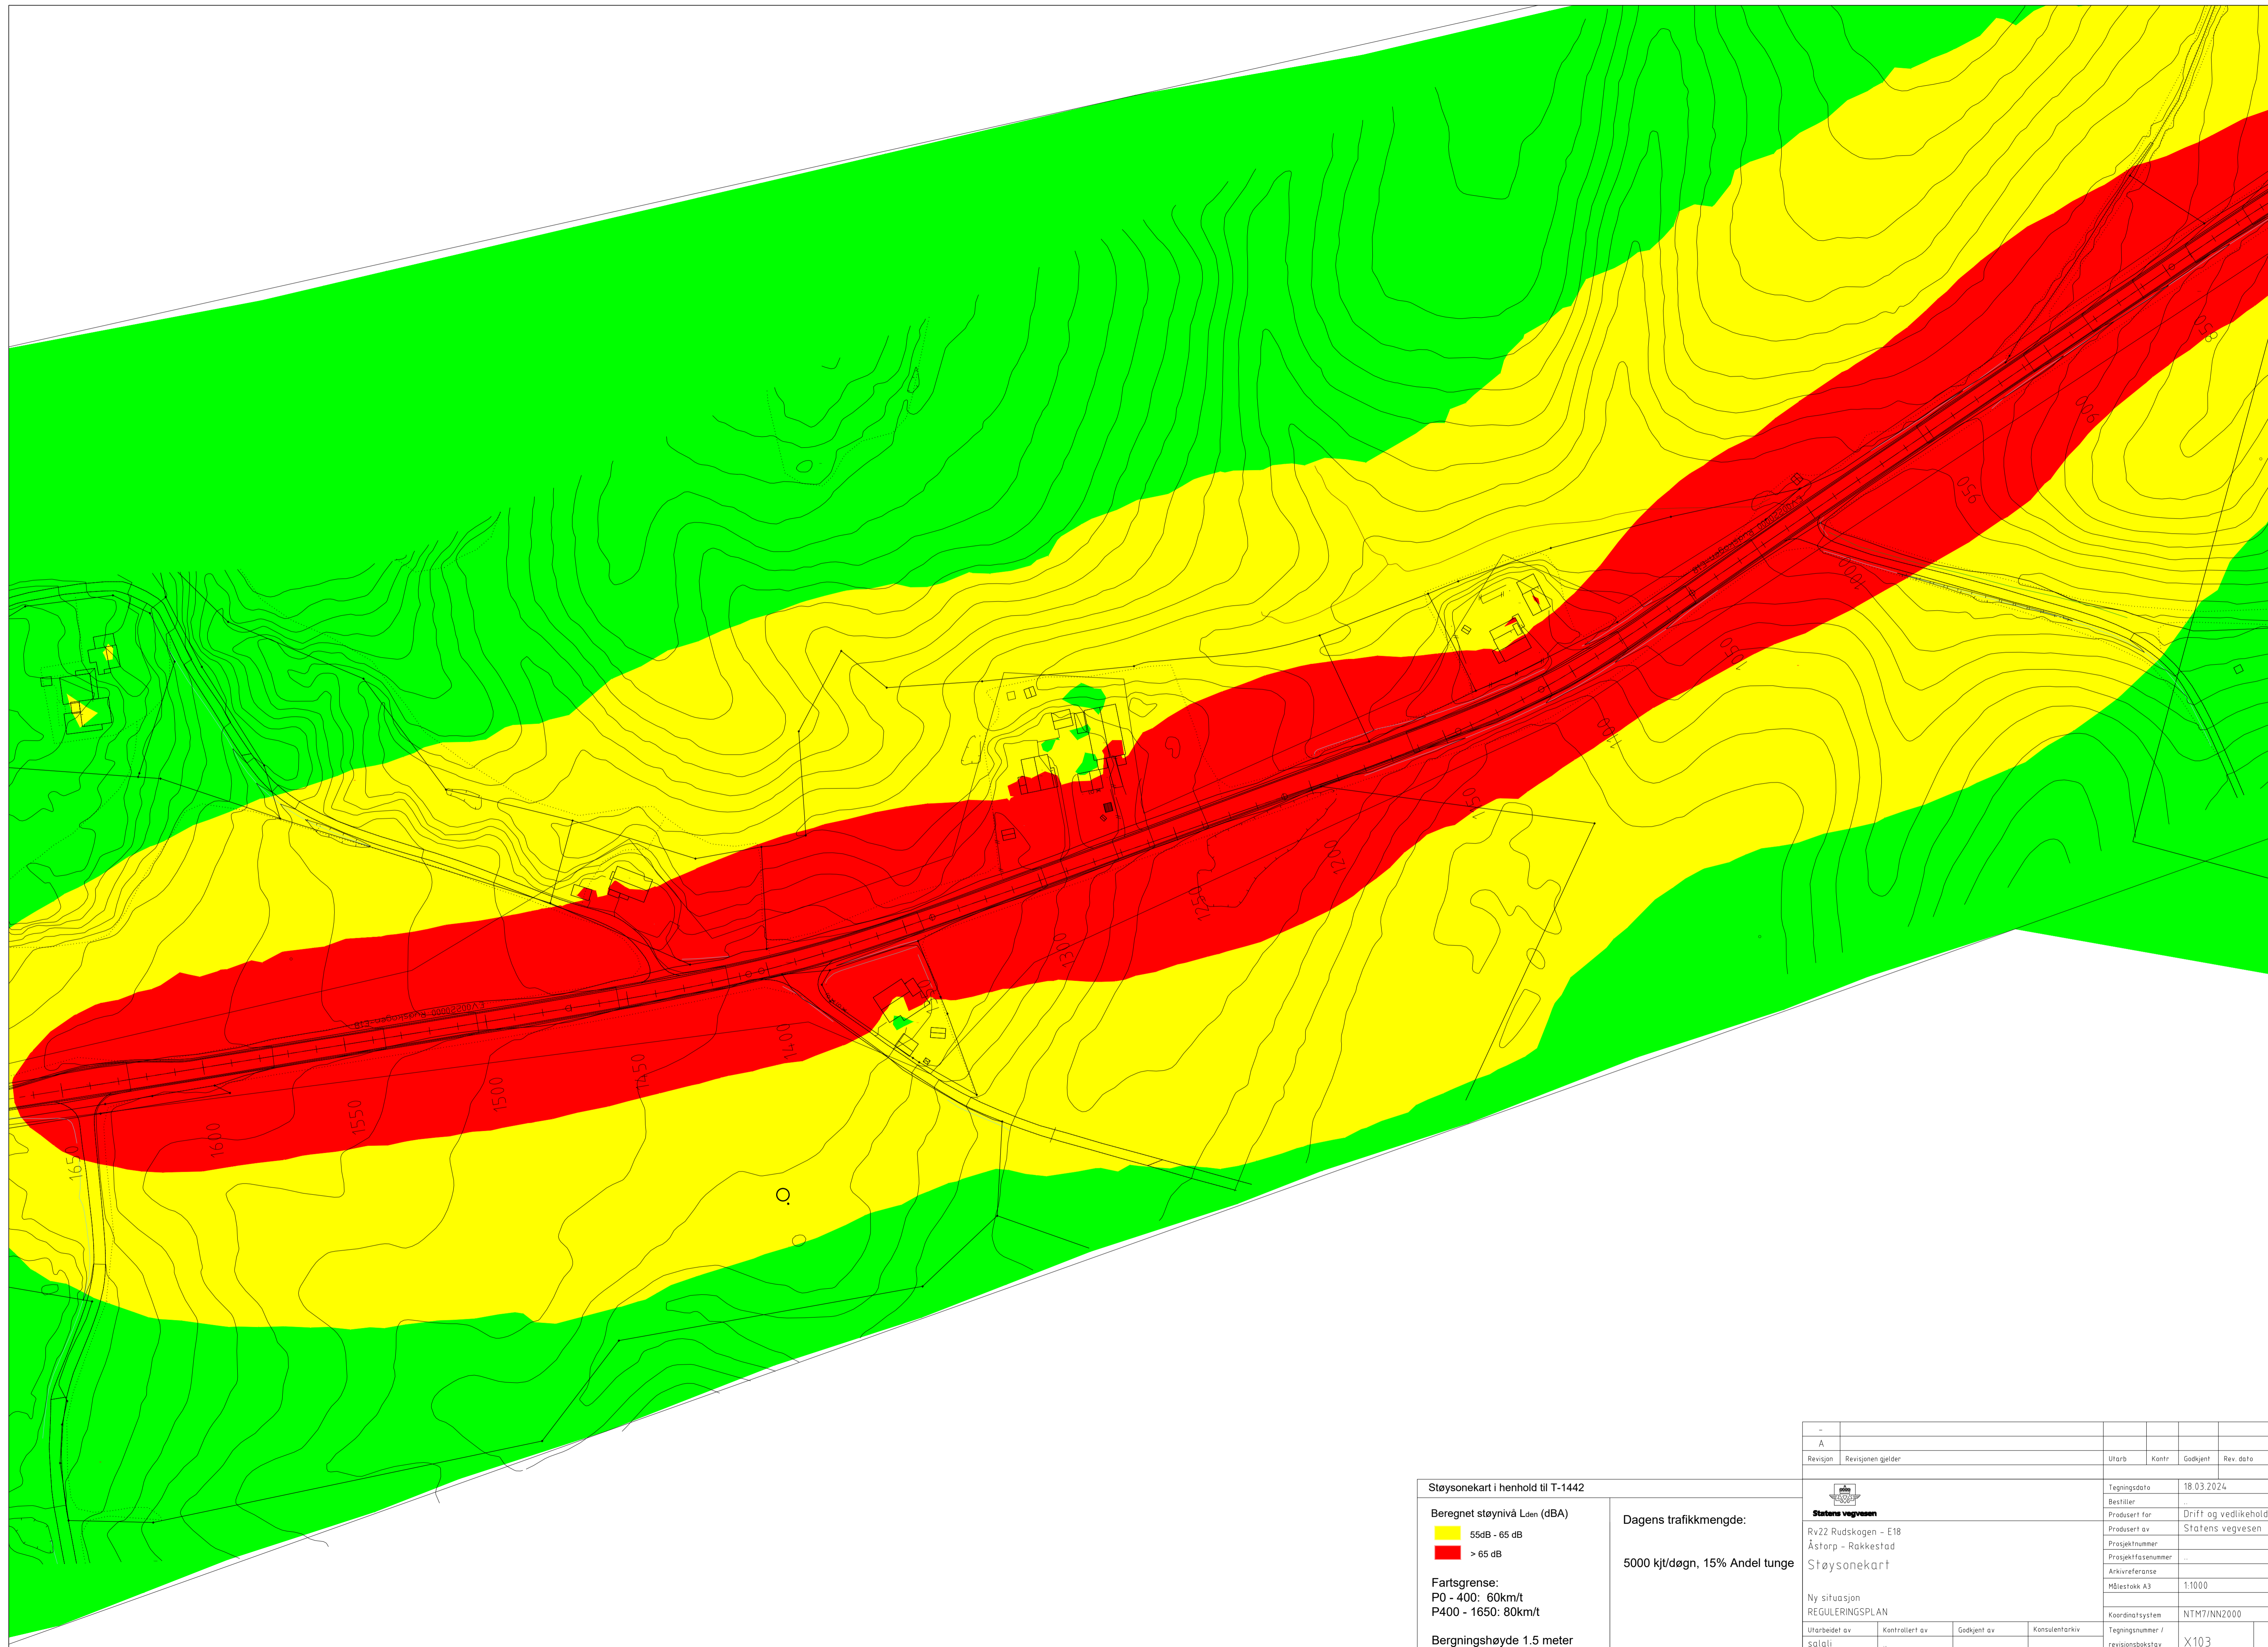 850
900
950
1000
1050
1100
1150
1200
1250
1300
1400
1450
1500
1550
1600
1650
Støysonekart i henhold til T-1442
Beregnet støynivå Lden (dBA)
55dB - 65 dB
> 65 dB
Fartsgrense:
P0 - 400: 60km/t
P400 - 1650: 80km/t
Bergningshøyde 1.5 meter
Dagens trafikkmengde:
5000 kjt/døgn, 15% Andel tunge
-
A
Revisjon Revisjonen gjelder Utarb Kontr Godkjent Rev. dato
Statens vegvesen
Rv22 Rudskogen - E18
Åstorp - Rakkestad
Støysonekart
Ny situasjon
REGULERINGSPLAN
Tegningsdato 18.03.2024
Bestiller ..
Produsert for Drift og vedlikehold
Produsert av Statens vegvesen
Prosjektnummer
Prosjektfasenummer ..
Arkivreferanse
Målestokk A3 1:1000
Koordinatsystem NTM7/NN2000
Utarbeidet av Kontrollert av Godkjent av Konsulentarkiv
salali ..
Tegningsnummer /
revisjonsbokstav X103